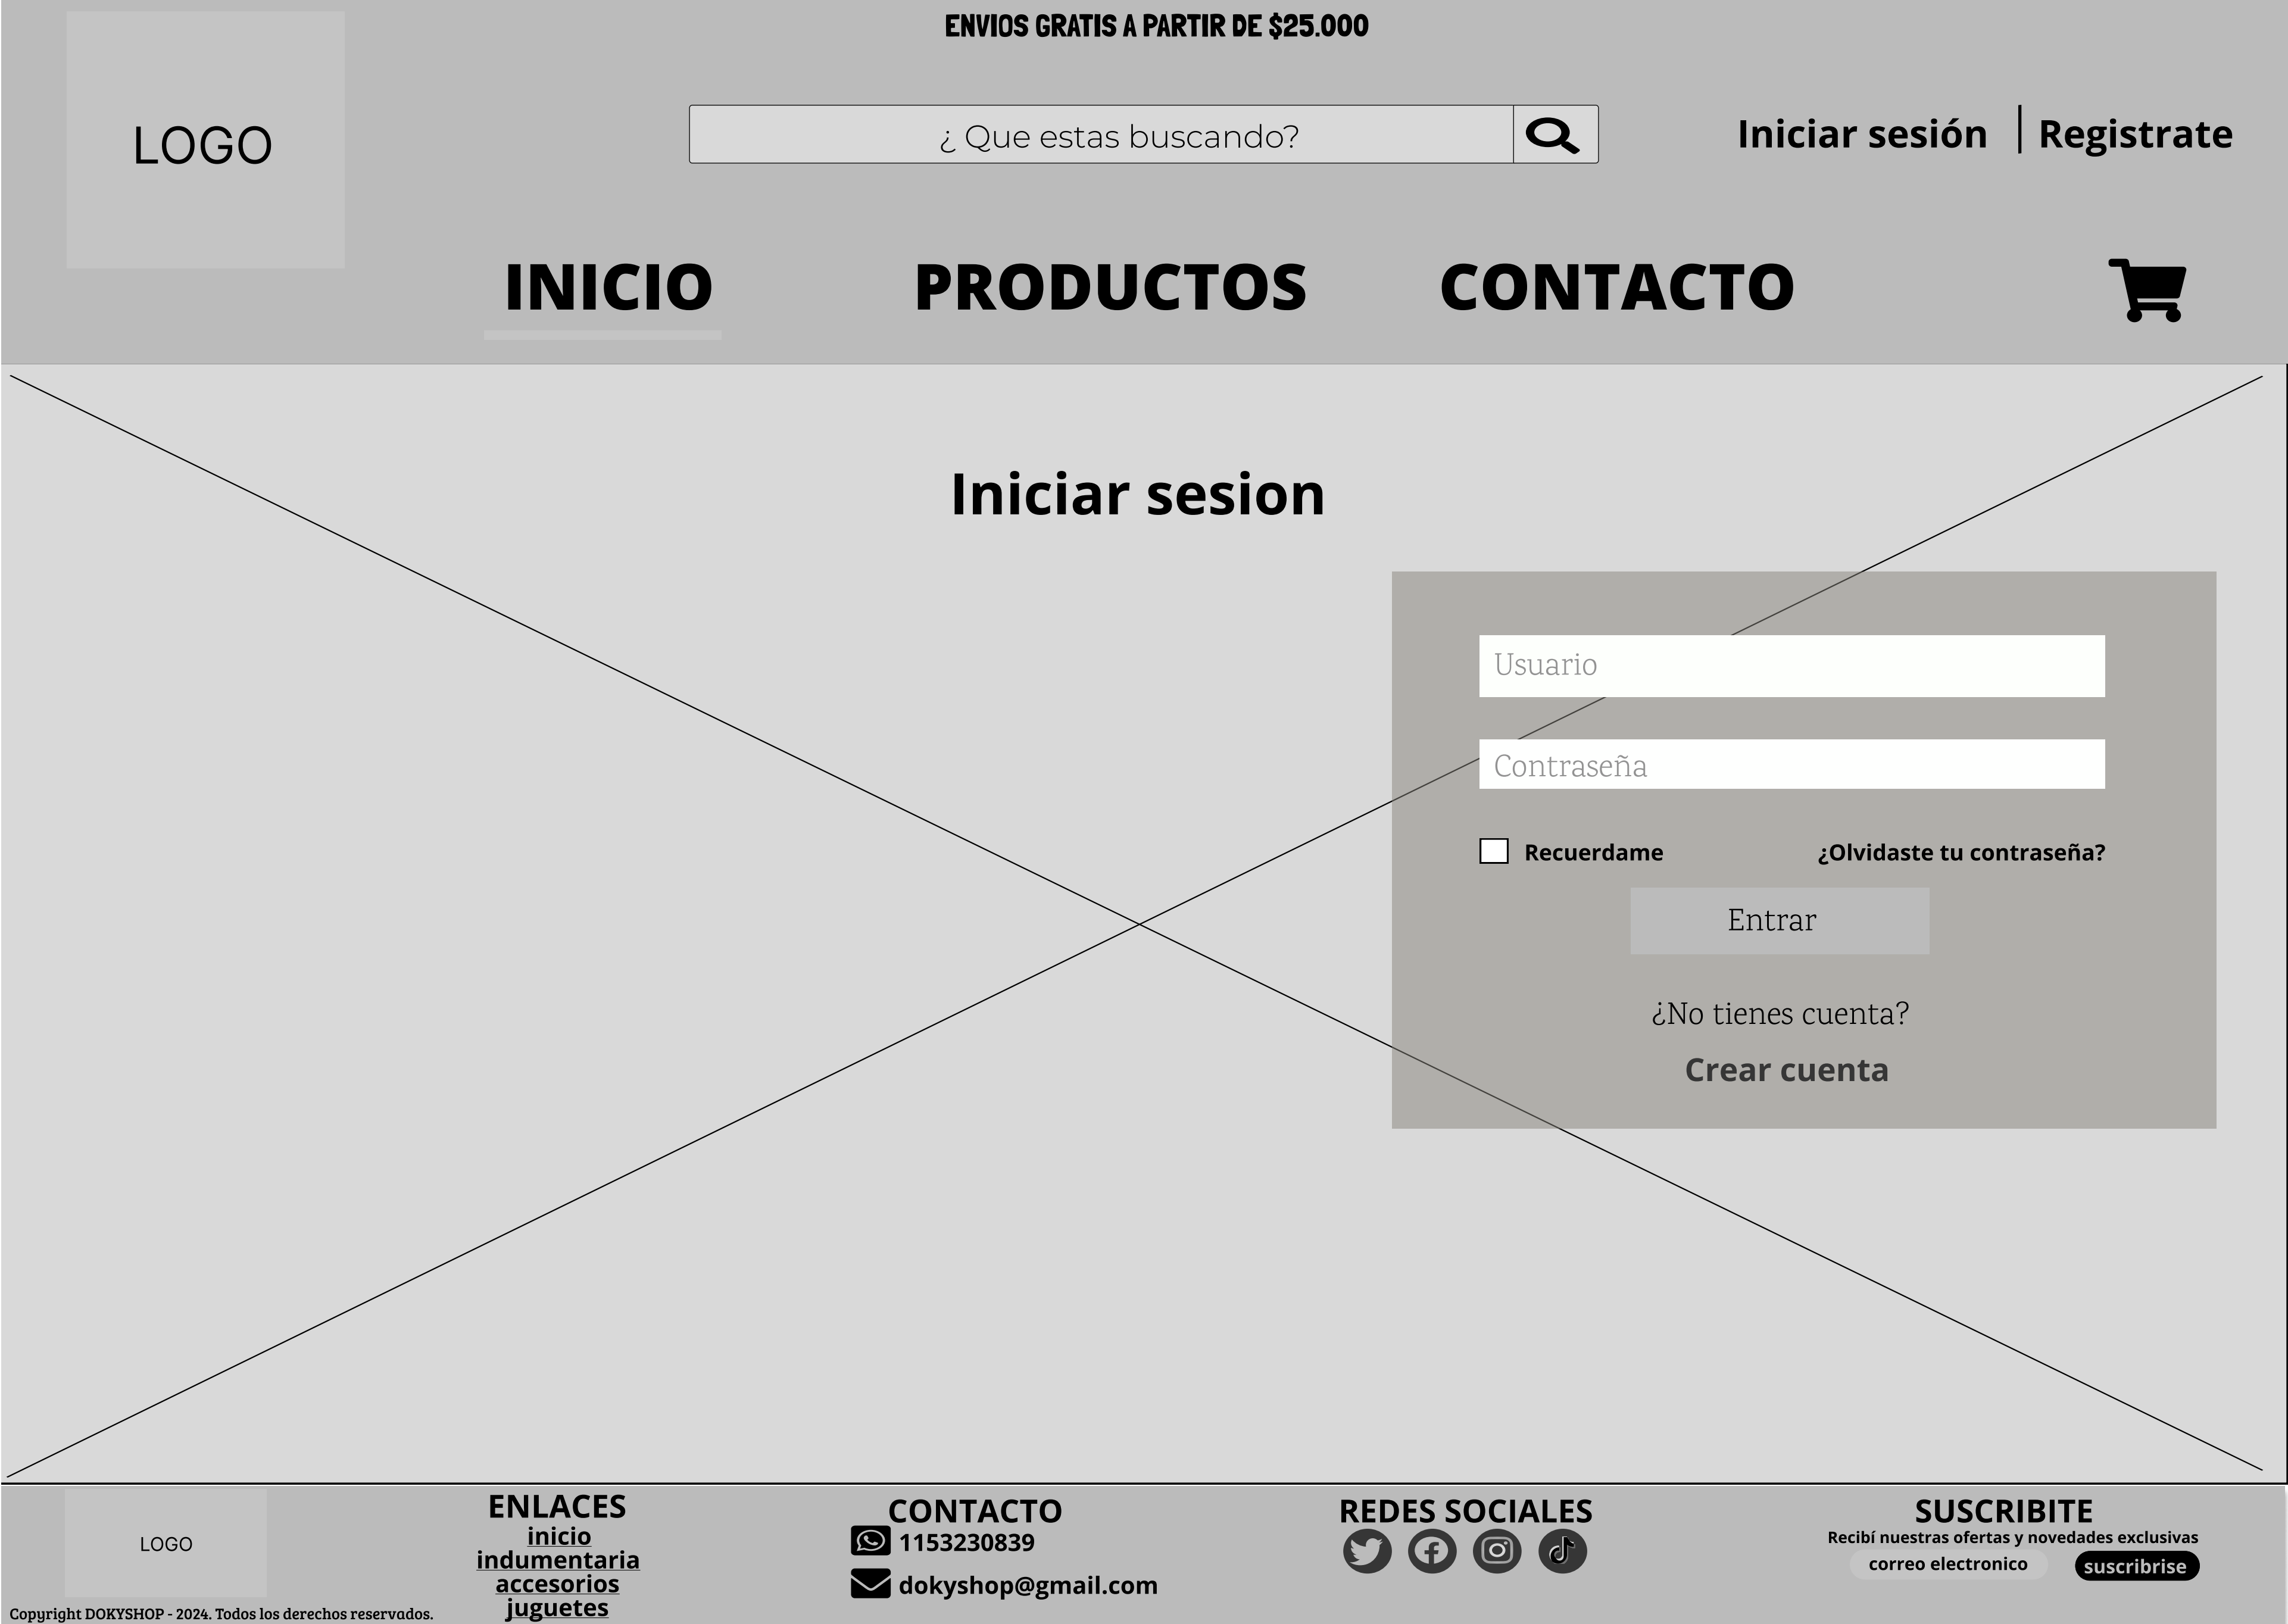 ENVIOS GRATIS A PARTIR DE $25.000
LOGO
¿ Que estas buscando?
Iniciar sesión | Registrate
INICIO
PRODUCTOS
CONTACTO
Iniciar sesion
Usuario
Contraseña
Recuerdame
¿Olvidaste tu contraseña?
Entrar
¿No tienes cuenta?
Crear cuenta
LOGO
Copyright DOKYSHOP - 2024. Todos los derechos reservados.
ENLACES
inicio
indumentaria
accesorios
juguetes
CONTACTO
1153230839
dokyshop@gmail.com
REDES SOCIALES
SUSCRIBITE
Recibí nuestras ofertas y novedades exclusivas
correo electronico
suscribrise